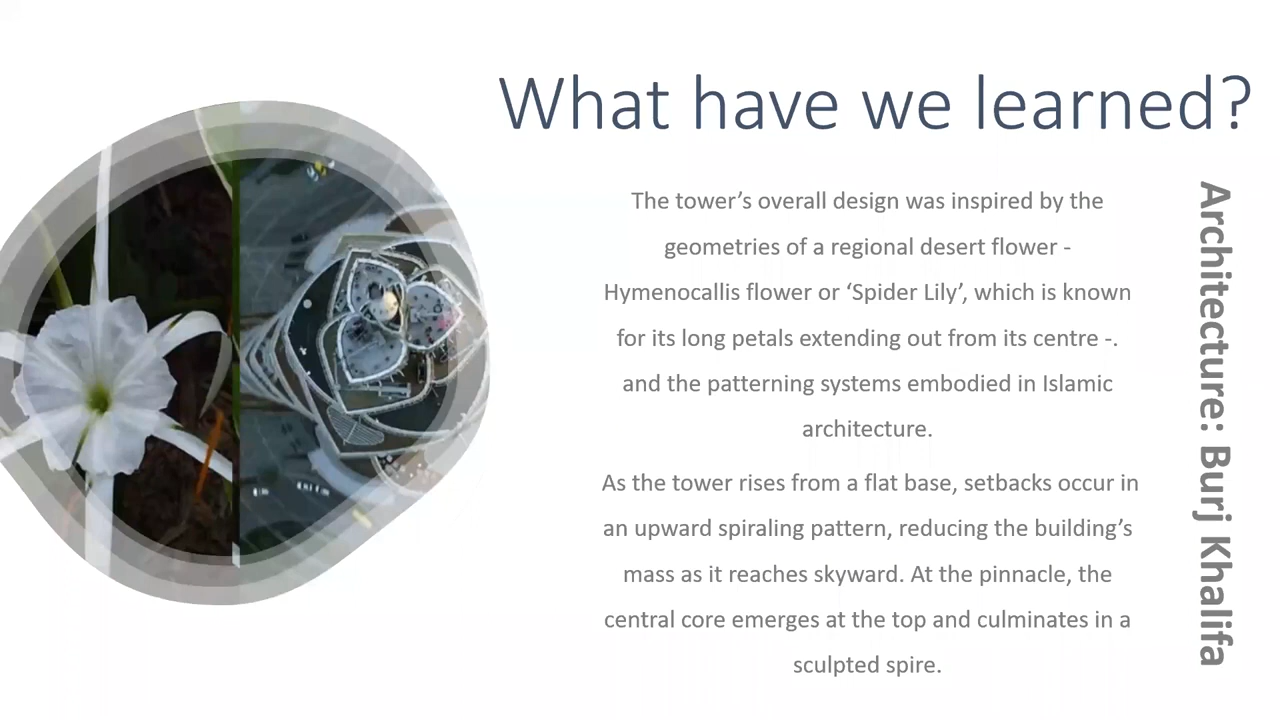 What have we learned?
The tower’s overall design was inspired by the
geometries of a regional desert flower -
Hymenocallis flower or ‘Spider Lily’, which is known
for its long petals extending out from its centre -.
and the patterning systems embodied in Islamic
architecture.
As the tower rises from a flat base, setbacks occur in
an upward spiraling pattern, reducing the building’s
mass as it reaches skyward. At the pinnacle, the
central core emerges at the top and culminates in a
sculpted spire.
Architecture: Burj Khalifa